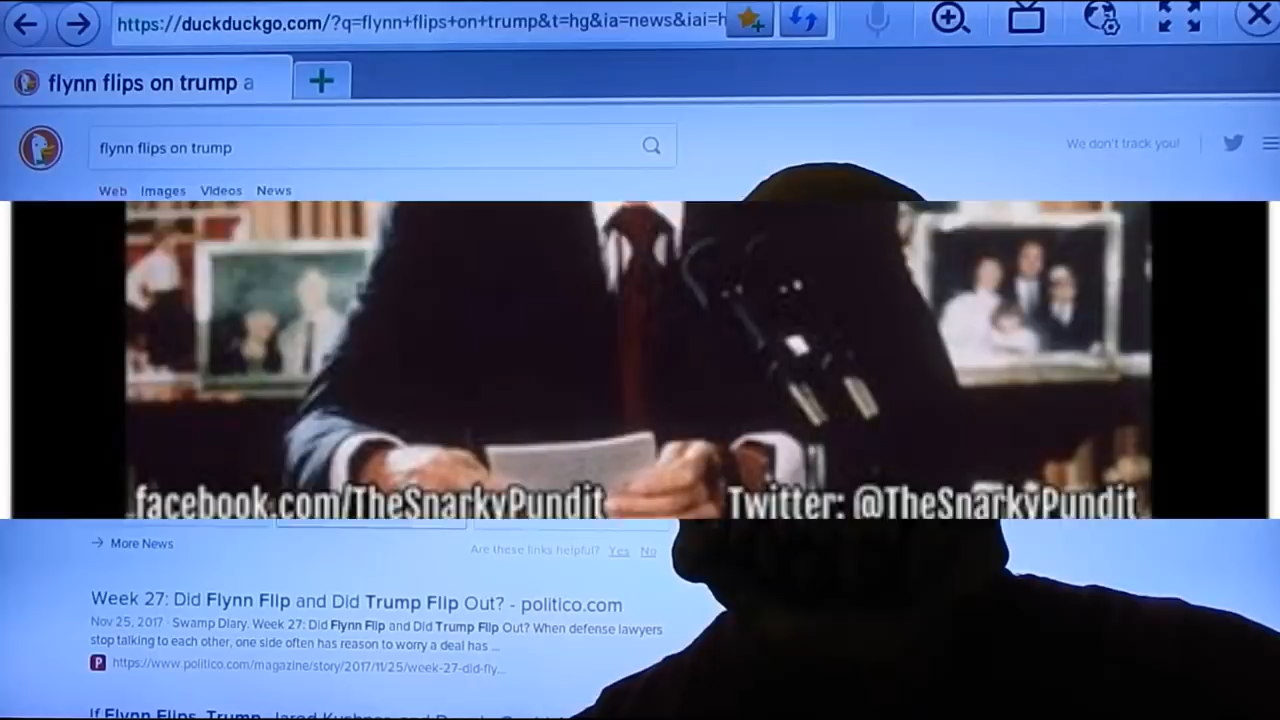 https://duckduckgo.com/?q=flynn+flips+on+trump&t=hg&ia=news&iai=h
flynn flips on trump a
flynn flips on trump
We don't track you!
Web Images Videos News
facebook.com/TheSnarkyPundit
Twitter: @TheSnarkyPundit
→ More News
Are these links helpful? Yes No
Week 27: Did Flynn Flip and Did Trump Flip Out? - politico.com
Nov 25, 2017 · Swamp Diary. Week 27: Did Flynn Flip and Did Trump Flip Out? When defense lawyers
stop talking to each other, one side often has reason to worry a deal has ...
P https://www.politico.com/magazine/story/2017/11/25/week-27-did-fly...
If Flynn Flips, Trump, Jared Kushner and